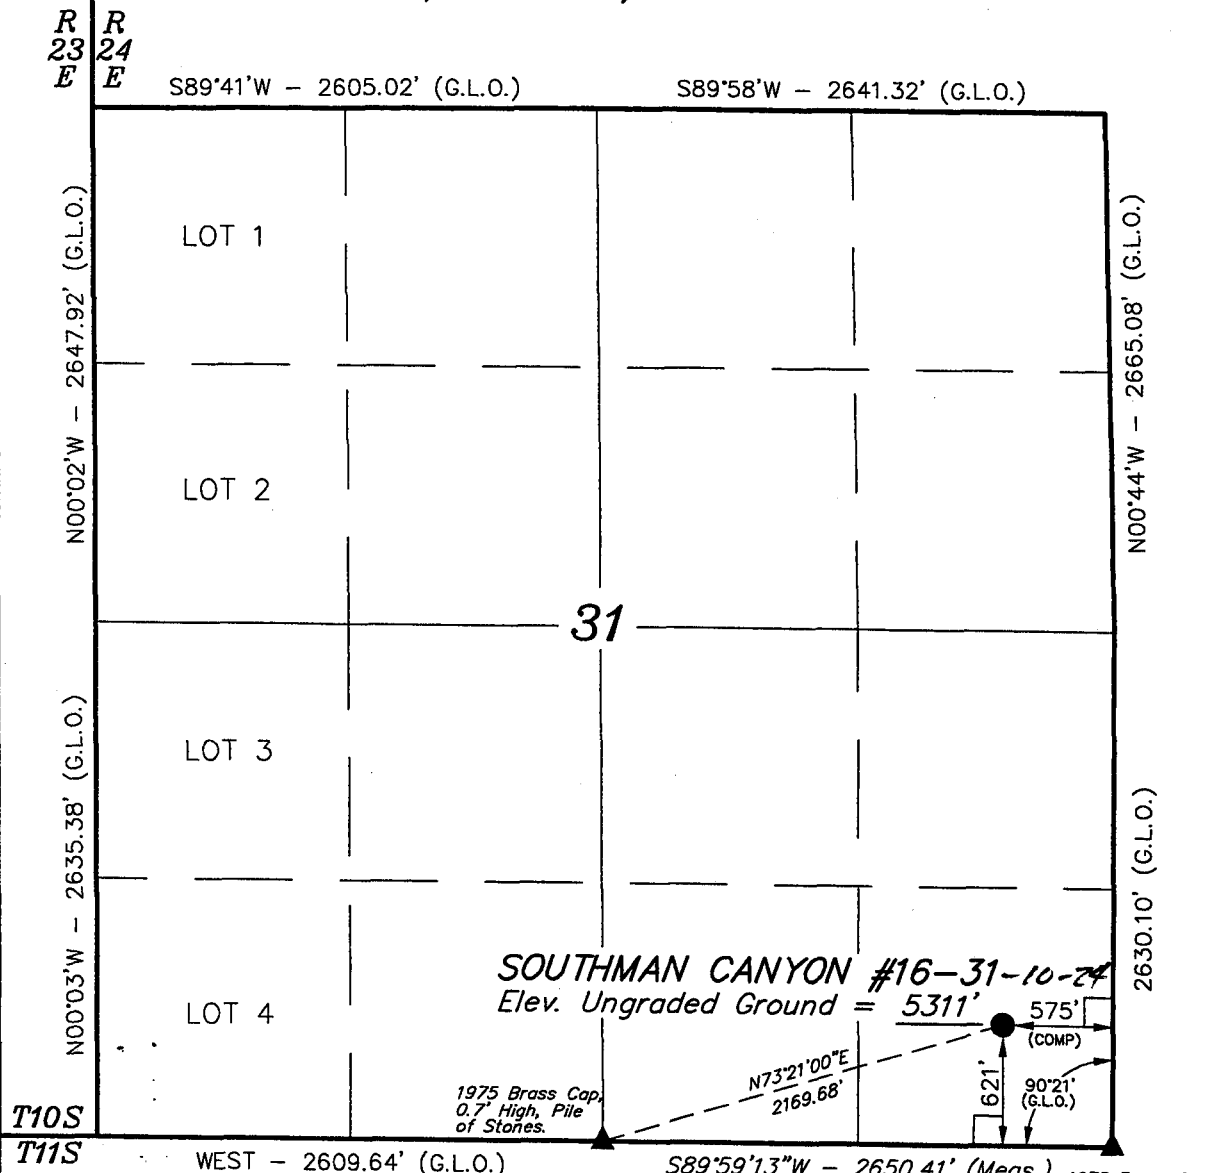 R R
23 24
E E
S89°41'W – 2605.02' (G.L.O.)
S89°58'W – 2641.32' (G.L.O.)
N00°02'W – 2647.92' (G.L.O.)
N00°44'W – 2665.08' (G.L.O.)
LOT 1
LOT 2
31
LOT 3
N00°03'W – 2635.38' (G.L.O.)
2630.10' (G.L.O.)
SOUTHMAN CANYON #16-31-10-24
Elev. Ungraded Ground = 5311'
LOT 4
575'
(COMP)
621'
90°21'
(G.L.O.)
N73°21'00"E
2169.68'
1975 Brass Cap,
0.7' High, Pile
of Stones.
T10S
T11S
WEST – 2609.64' (G.L.O.)
S89°59'13"W – 2650.41' (Meas.)